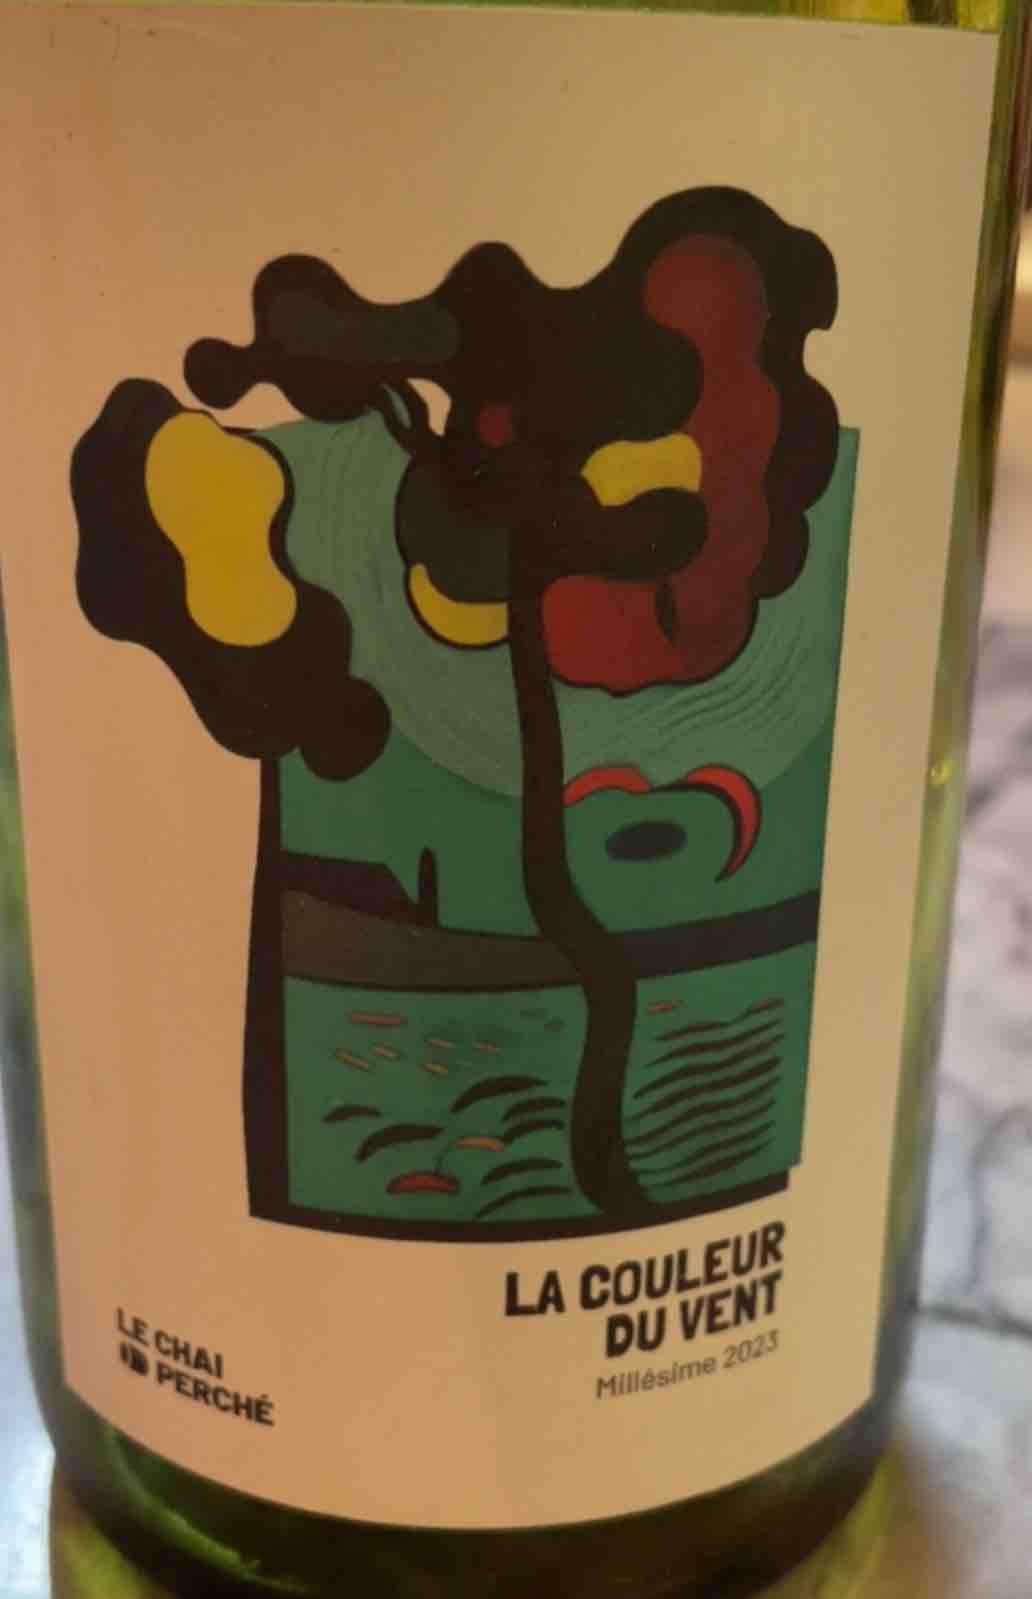 LA COULEUR
DU VENT
Millésime 2023
LE CHAI
PERCHÉ